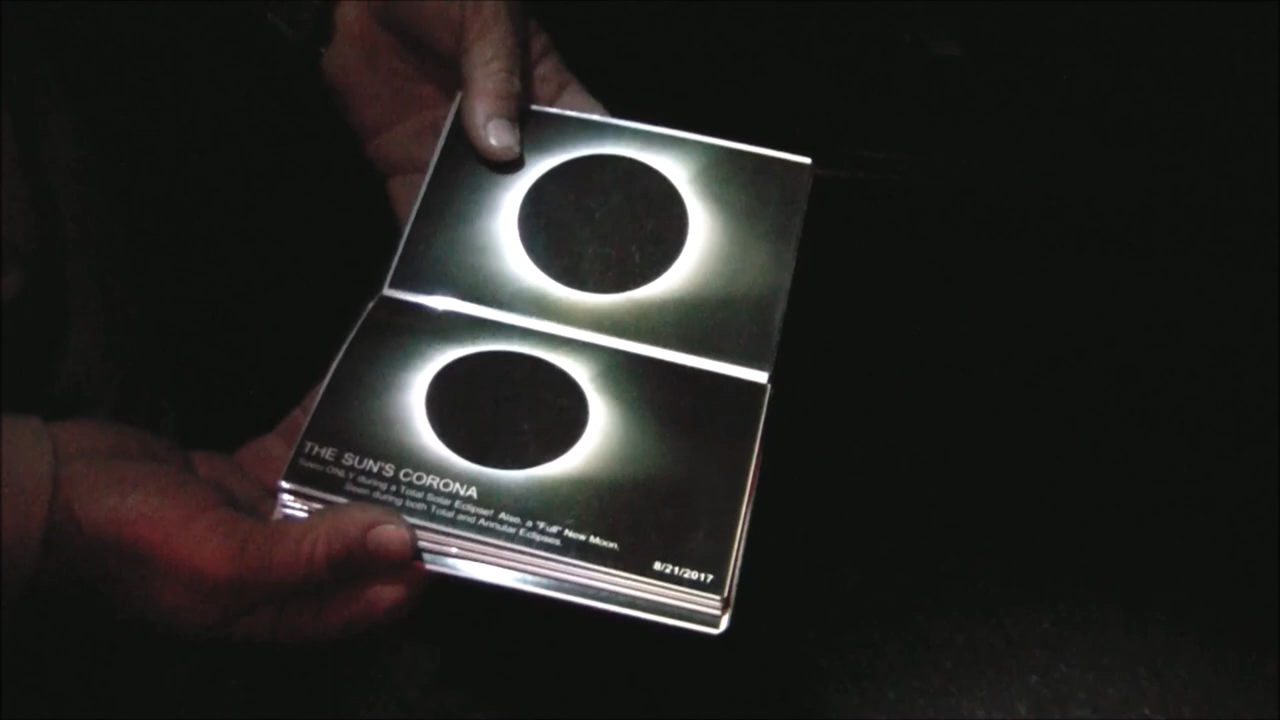 THE SUN'S CORONA
Seen ONLY during a Total Solar Eclipse! Also, a "Full" New Moon,
Seen during both Total and Annular Eclipses.
8/21/2017